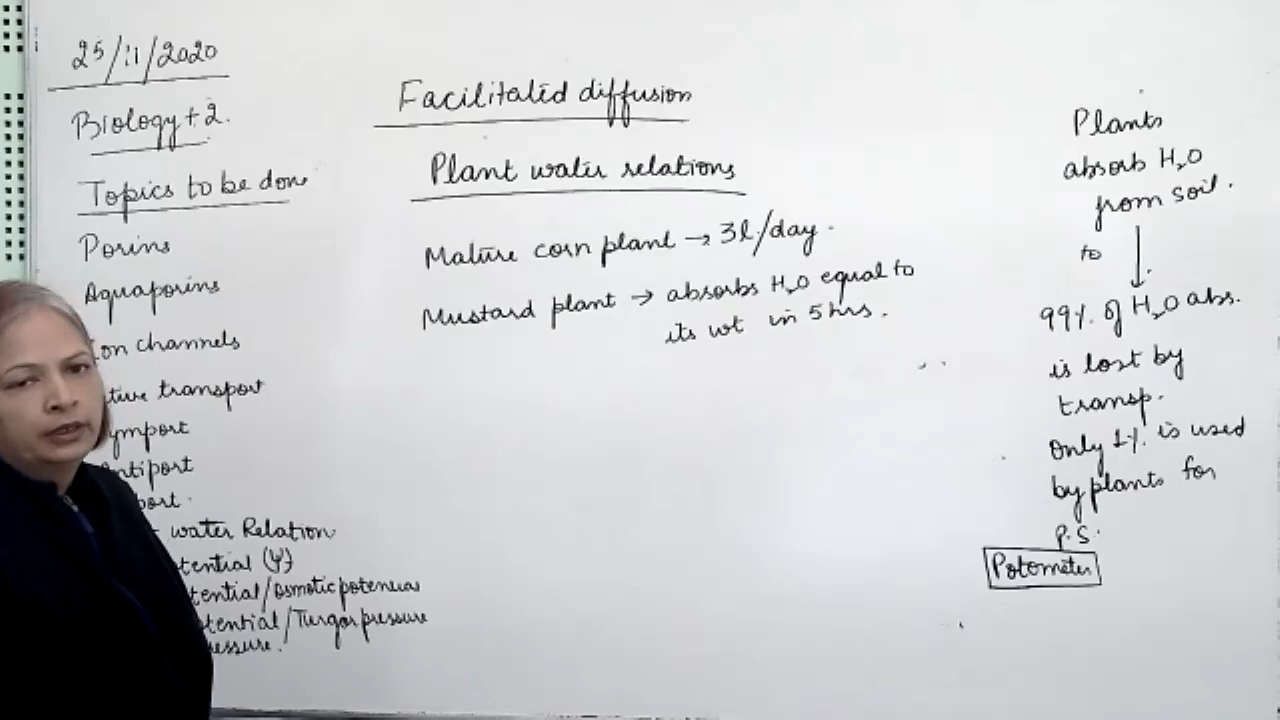 25/11/2020
Biology + 2.
Topics to be done
Porins
Aquaporins
on channels
tive transport
ymport
ntiport
port.
water Relation
tential (Ψ)
tential/Osmotic potential
tential/Turgor pressure
essure.
Facilitated diffusion
Plant water relations
Mature corn plant → 3l/day.
Mustard plant → absorbs H2O equal to
its wt in 5 hrs.
Plants
absorb H2O
from soil.
to ↓
99% of H2O abs.
is lost by
transp.
Only 1% is used
by plants for
P.S.
Potometer